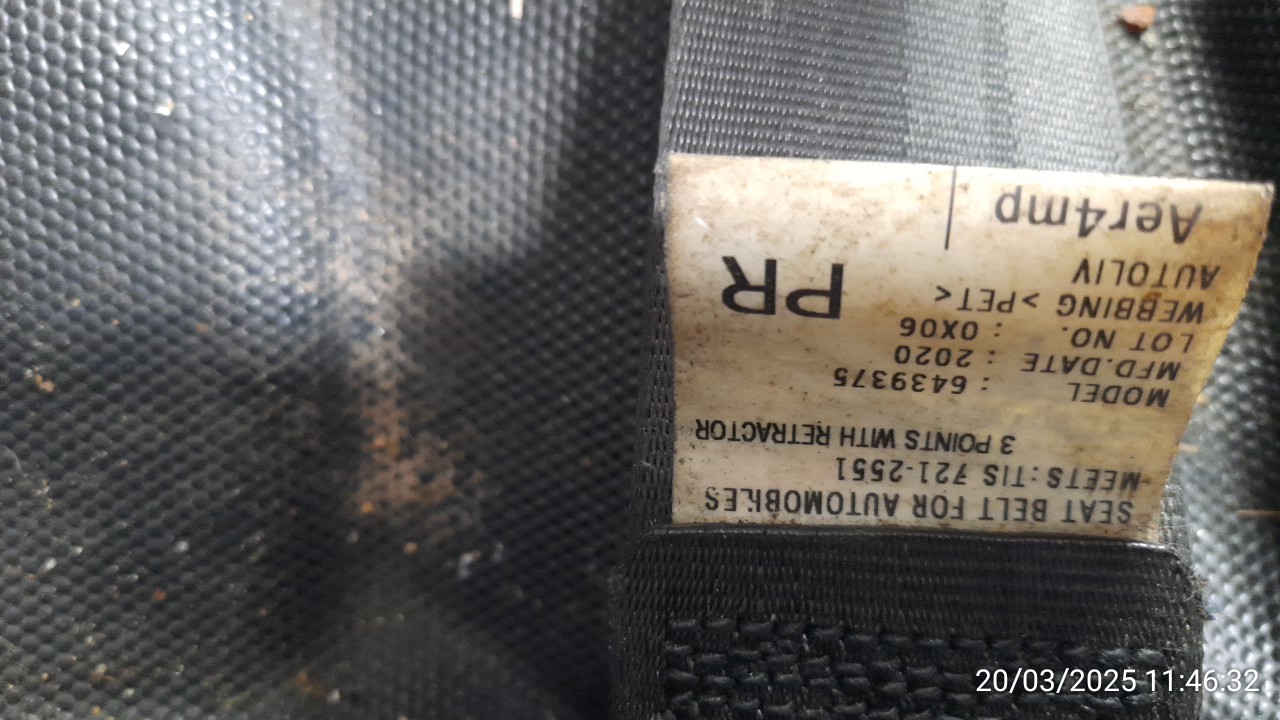 SEAT BELT FOR AUTOMOBILES
MEETS : TIS 721-2551
3 POINTS WITH RETRACTOR
MODEL : 6439375
MFD.DATE : 2020
LOT NO. : 0X06
WEBBING >PET<
AUTOLIV
PR
Aer4mp
20/03/2025 11:46:32